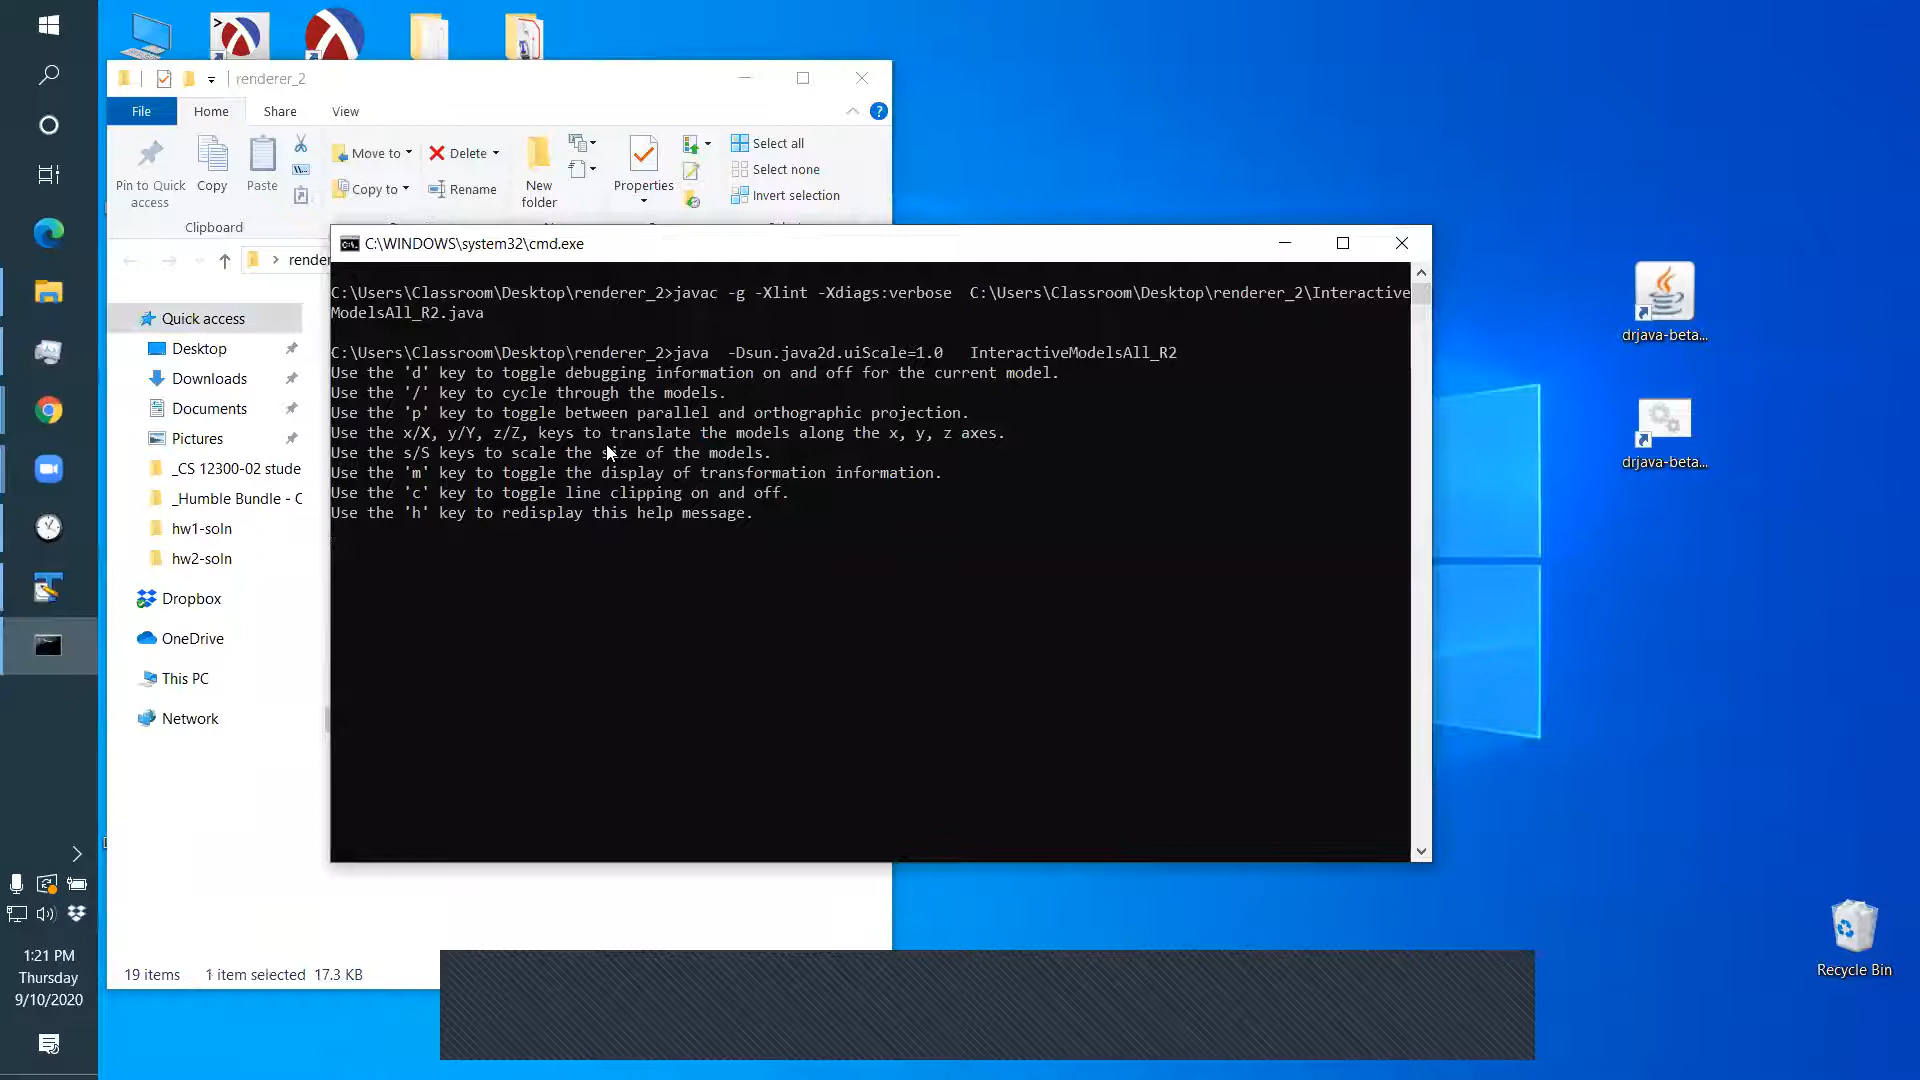 renderer_2
File
Home
Share
View
Pin to Quick access
Copy
Paste
Move to
Copy to
Delete
Rename
New folder
Properties
Select all
Select none
Invert selection
Clipboard
C:\WINDOWS\system32\cmd.exe
render
Quick access
Desktop
Downloads
Documents
Pictures
_CS 12300-02 stude
_Humble Bundle - C
hw1-soln
hw2-soln
Dropbox
OneDrive
This PC
Network
C:\Users\Classroom\Desktop\renderer_2>javac -g -Xlint -Xdiags:verbose  C:\Users\Classroom\Desktop\renderer_2\Interactive
ModelsAll_R2.java
C:\Users\Classroom\Desktop\renderer_2>java  -Dsun.java2d.uiScale=1.0   InteractiveModelsAll_R2
Use the 'd' key to toggle debugging information on and off for the current model.
Use the '/' key to cycle through the models.
Use the 'p' key to toggle between parallel and orthographic projection.
Use the x/X, y/Y, z/Z, keys to translate the models along the x, y, z axes.
Use the s/S keys to scale the size of the models.
Use the 'm' key to toggle the display of transformation information.
Use the 'c' key to toggle line clipping on and off.
Use the 'h' key to redisplay this help message.
drjava-beta...
drjava-beta...
Recycle Bin
19 items
1 item selected
17.3 KB
1:21 PM
Thursday
9/10/2020